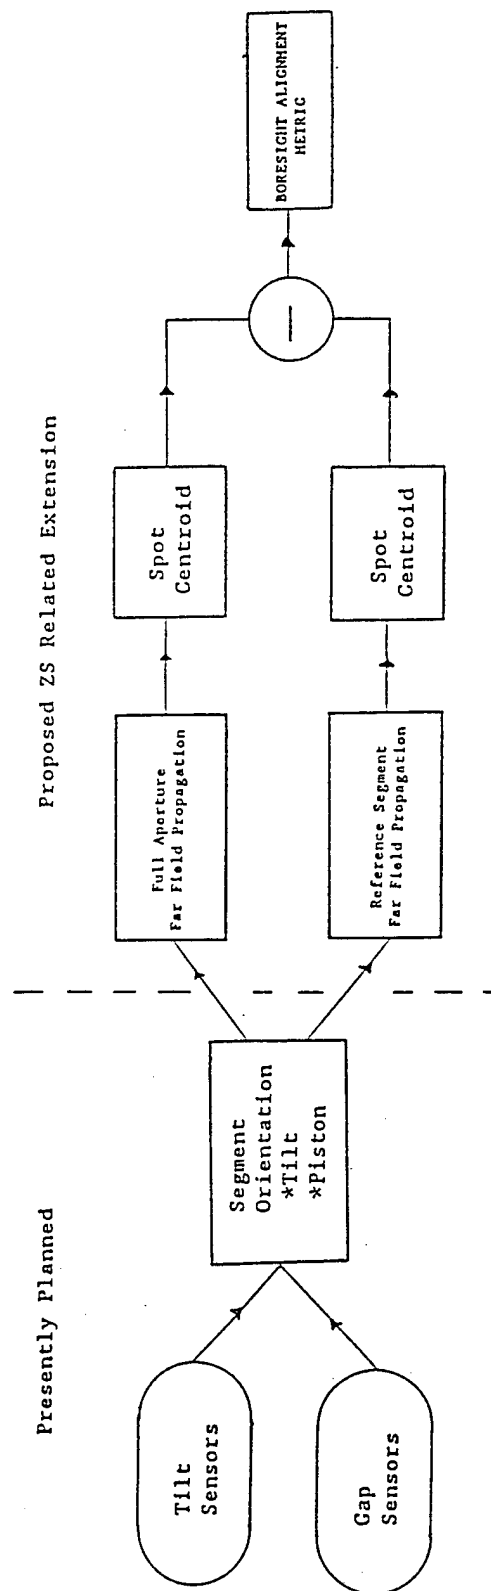 Presently Planned
Proposed ZS Related Extension
Tilt
Sensors
Gap
Sensors
Segment
Orientation
*Tilt
*Piston
Full Aperture
Far Field Propagation
Reference Segment
Far Field Propagation
Spot
Centroid
Spot
Centroid
—
BORESIGHT ALIGNMENT
METRIC